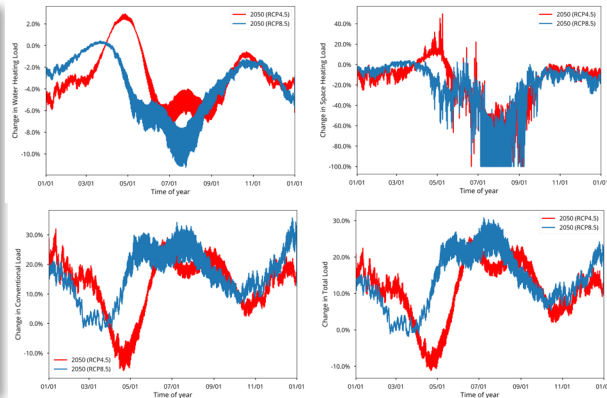 2050 (RCP4.5)
2050 (RCP8.5)
2.0%
0.0%
-2.0%
-4.0%
-6.0%
-8.0%
-10.0%
Change in Water Heating Load
01/01 03/01 05/01 07/01 09/01 11/01 01/01
Time of year
2050 (RCP4.5)
2050 (RCP8.5)
40.0%
20.0%
0.0%
-20.0%
-40.0%
-60.0%
-80.0%
-100.0%
Change in Space Heating Load
01/01 03/01 05/01 07/01 09/01 11/01 01/01
Time of year
30.0%
20.0%
10.0%
0.0%
-10.0%
Change in Conventional Load
2050 (RCP4.5)
2050 (RCP8.5)
01/01 03/01 05/01 07/01 09/01 11/01 01/01
Time of year
2050 (RCP4.5)
2050 (RCP8.5)
30.0%
20.0%
10.0%
0.0%
-10.0%
Change in Total Load
01/01 03/01 05/01 07/01 09/01 11/01 01/0
Time of year